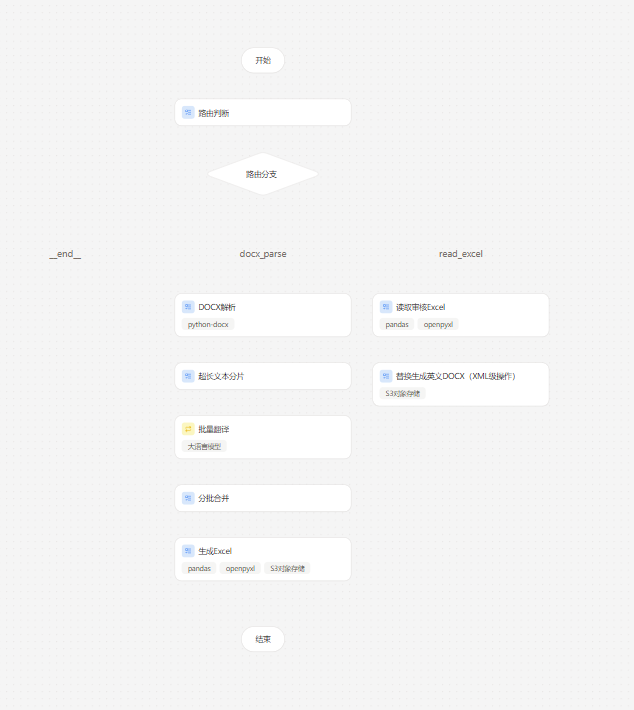 开始
路由判断
路由分支
__end__
docx_parse
read_excel
DOCX解析
python-docx
读取审核Excel
pandas
openpyxl
超长文本分片
替换生成英文DOCX（XML级操作）
S3对象存储
批量翻译
大语言模型
分批合并
生成Excel
pandas
openpyxl
S3对象存储
结束